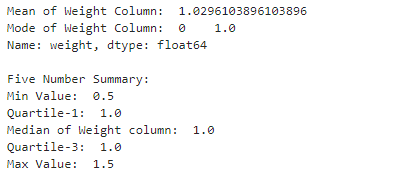 Mean of Weight Column:  1.0296103896103896
Mode of Weight Column:  0    1.0
Name: weight, dtype: float64

Five Number Summary:
Min Value:  0.5
Quartile-1:  1.0
Median of Weight column:  1.0
Quartile-3:  1.0
Max Value:  1.5